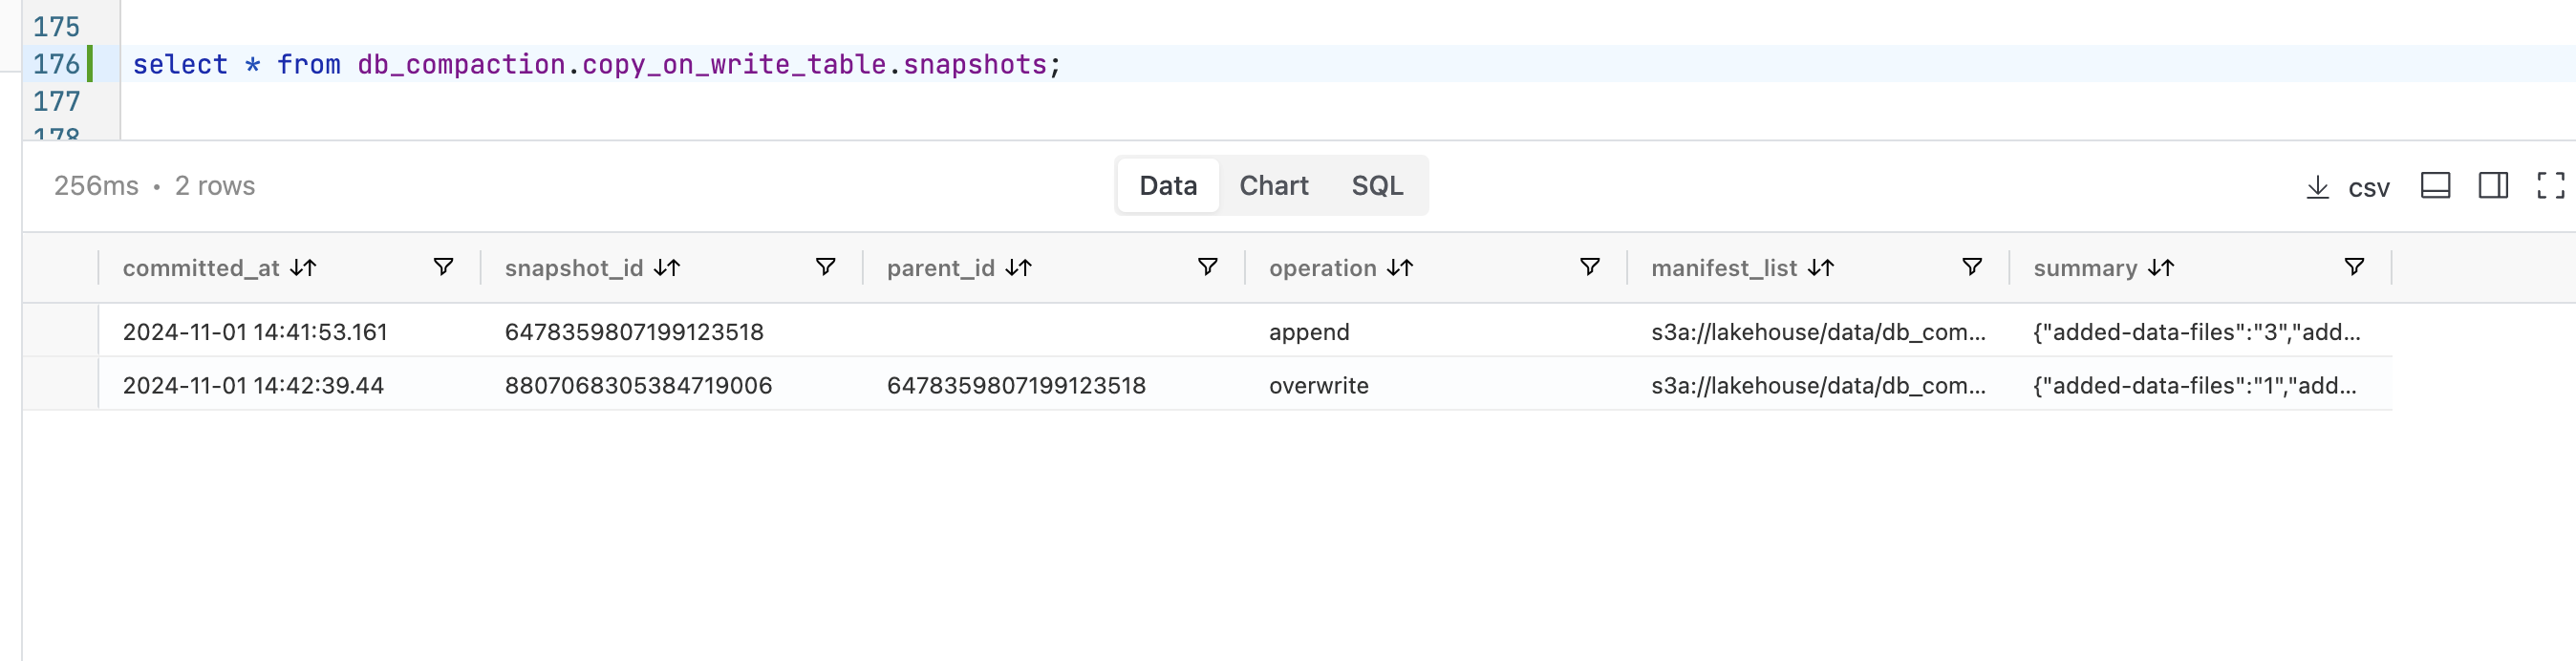 175
176 select * from db_compaction.copy_on_write_table.snapshots;
177
178
256ms • 2 rows Data Chart SQL csv
committed_at snapshot_id parent_id operation manifest_list summary
2024-11-01 14:41:53.161 6478359807199123518 append s3a://lakehouse/data/db_com... {"added-data-files":"3","add...
2024-11-01 14:42:39.44 8807068305384719006 6478359807199123518 overwrite s3a://lakehouse/data/db_com... {"added-data-files":"1","add...